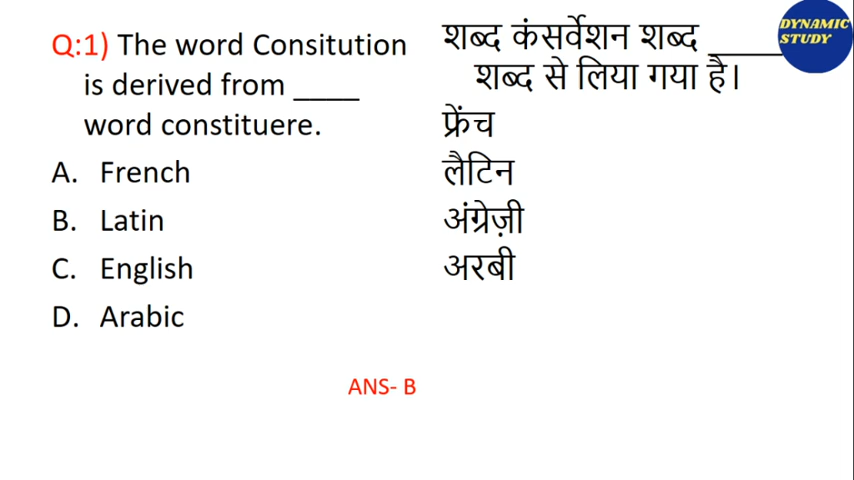 Q:1) The word Consitution
is derived from ____
word constituere.
A. French
B. Latin
C. English
D. Arabic
शब्द कंसर्वेशन शब्द ____
शब्द से लिया गया है।
फ्रेंच
लैटिन
अंग्रेज़ी
अरबी
DYNAMIC
STUDY
ANS- B